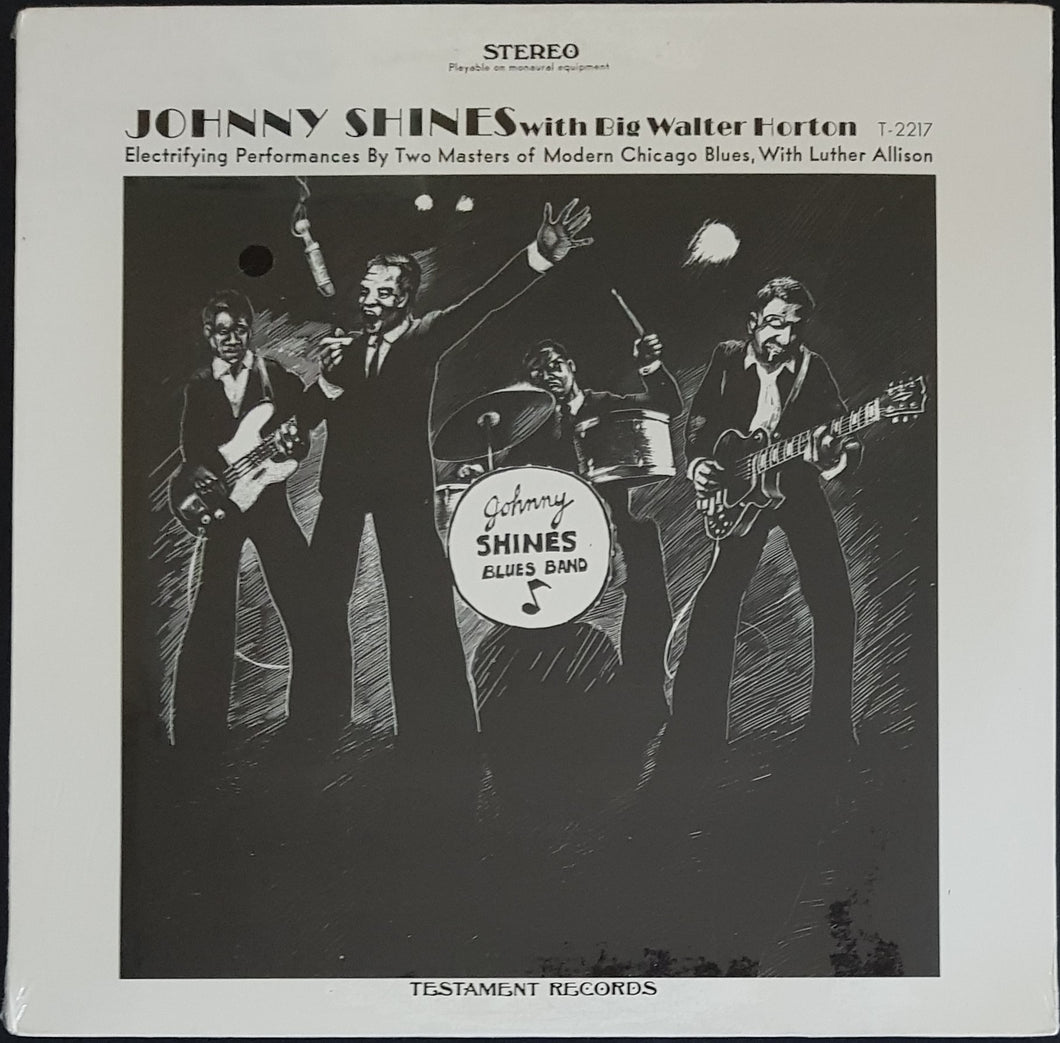 STEREO
Playable on monaural equipment
JOHNNY SHINES with Big Walter Horton T-2217
Electrifying Performances By Two Masters of Modern Chicago Blues, With Luther Allison
Johnny
SHINES
BLUES BAND
TESTAMENT RECORDS